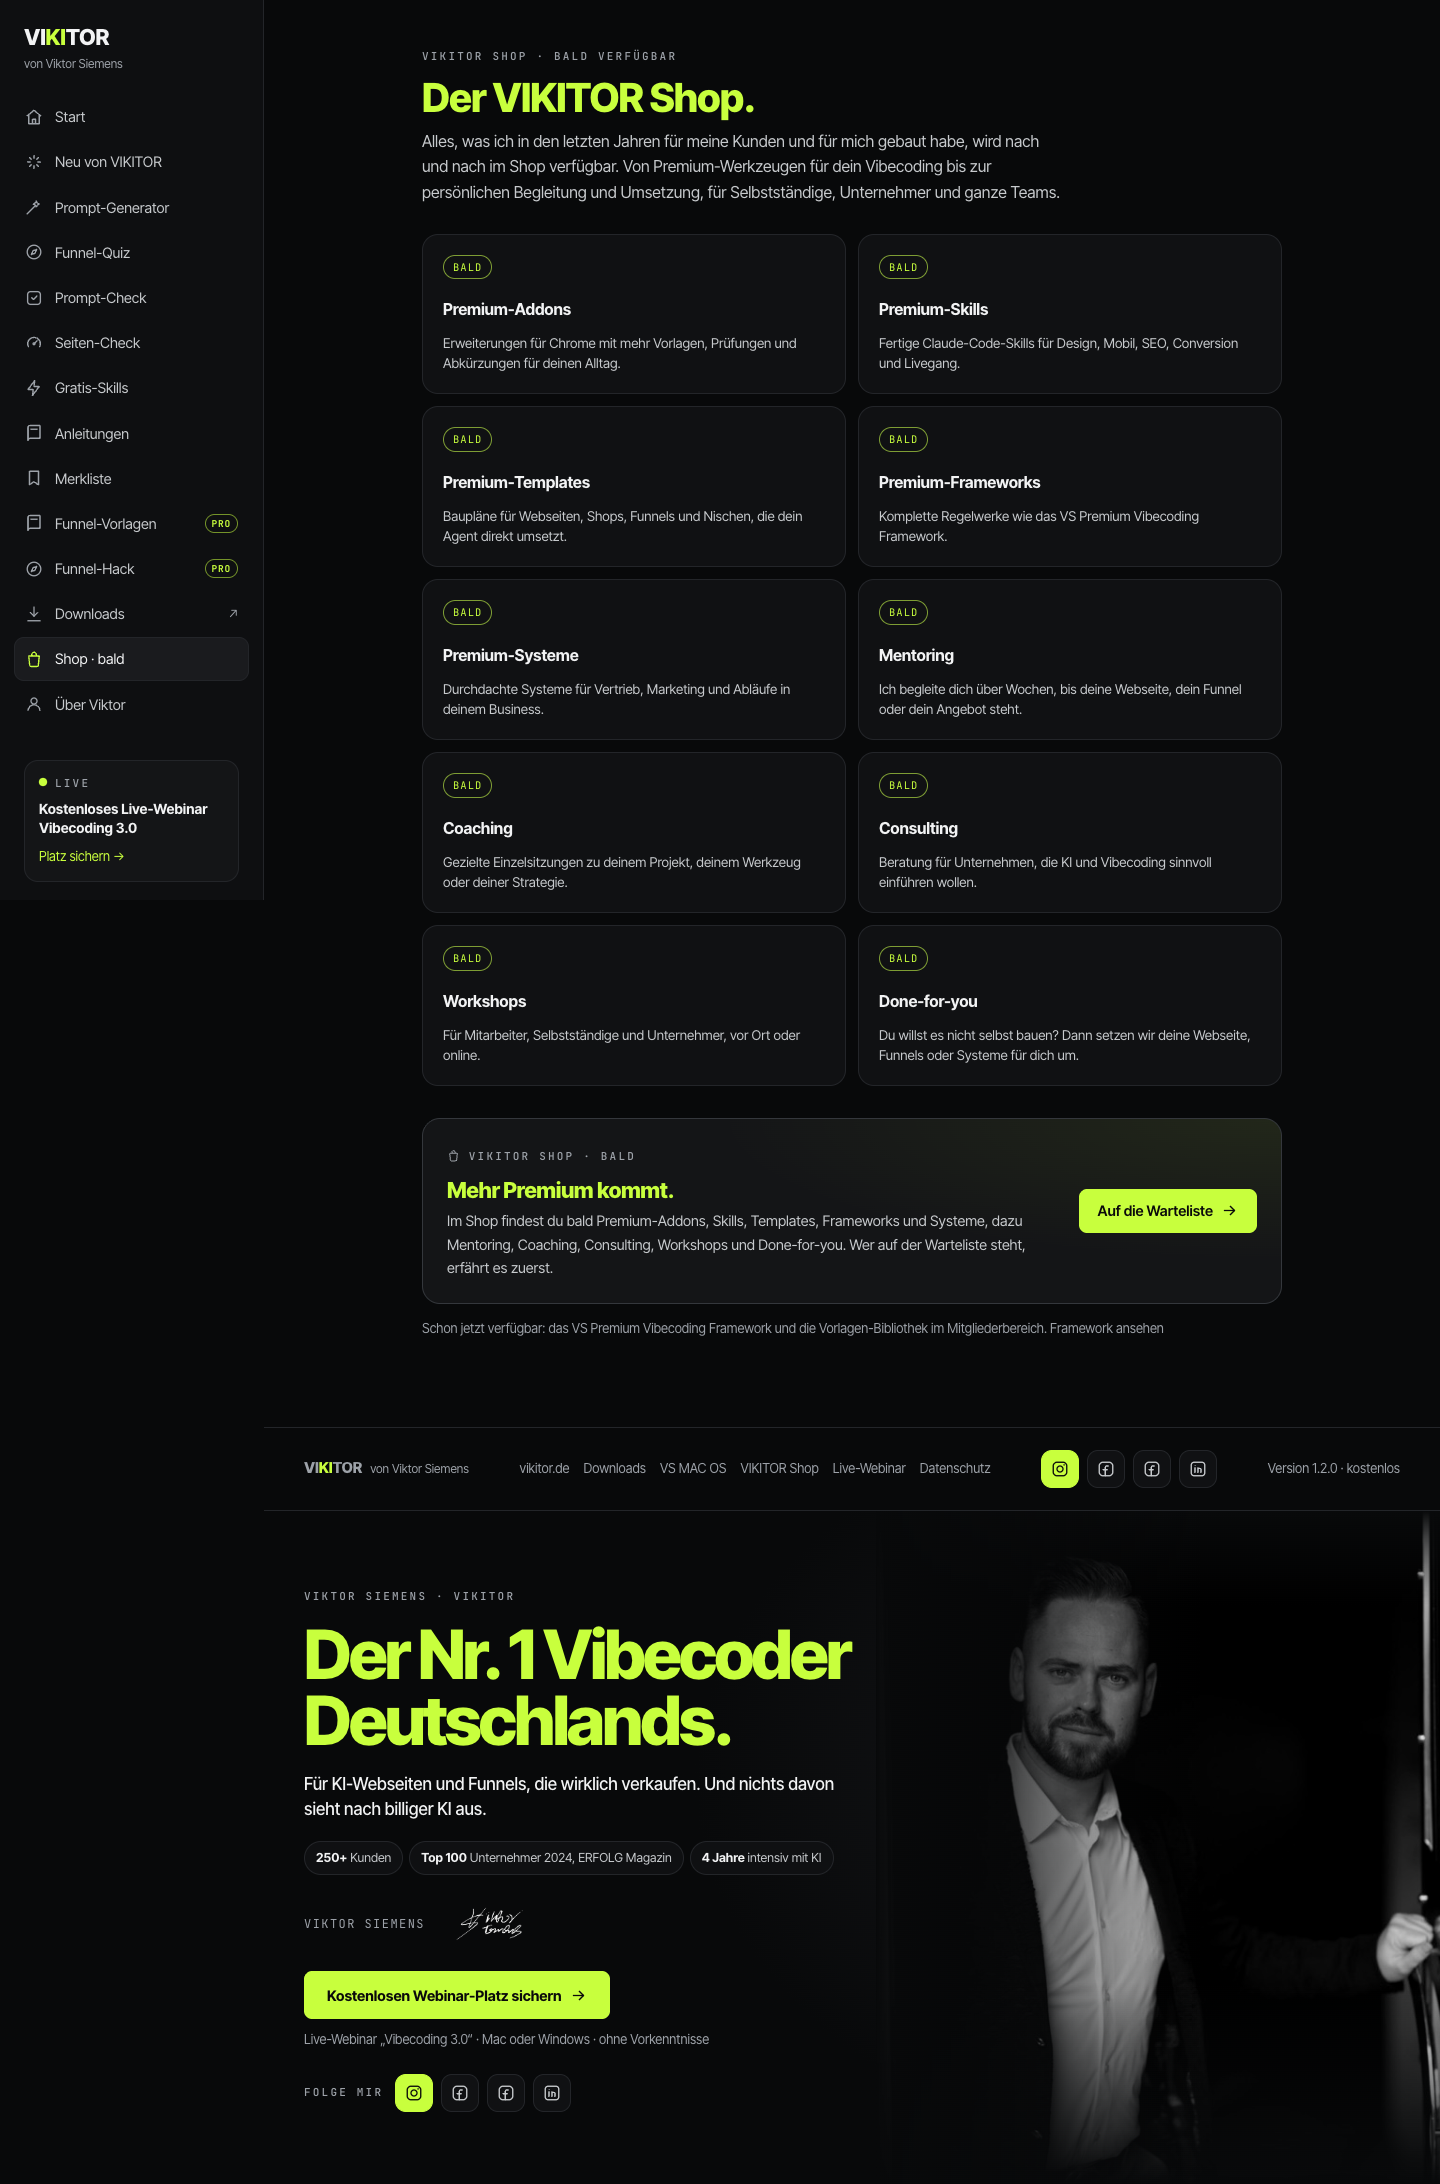 VIKITOR
von Viktor Siemens
Start
Neu von VIKITOR
Prompt-Generator
Funnel-Quiz
Prompt-Check
Seiten-Check
Gratis-Skills
Anleitungen
Merkliste
Funnel-Vorlagen PRO
Funnel-Hack PRO
Downloads
Shop · bald
Über Viktor
LIVE
Kostenloses Live-Webinar
Vibecoding 3.0
Platz sichern →
VIKITOR SHOP · BALD VERFÜGBAR
Der VIKITOR Shop.
Alles, was ich in den letzten Jahren für meine Kunden und für mich gebaut habe, wird nach
und nach im Shop verfügbar. Von Premium-Werkzeugen für dein Vibecoding bis zur
persönlichen Begleitung und Umsetzung, für Selbstständige, Unternehmer und ganze Teams.
BALD
Premium-Addons
Erweiterungen für Chrome mit mehr Vorlagen, Prüfungen und
Abkürzungen für deinen Alltag.
BALD
Premium-Skills
Fertige Claude-Code-Skills für Design, Mobil, SEO, Conversion
und Livegang.
BALD
Premium-Templates
Baupläne für Webseiten, Shops, Funnels und Nischen, die dein
Agent direkt umsetzt.
BALD
Premium-Frameworks
Komplette Regelwerke wie das VS Premium Vibecoding
Framework.
BALD
Premium-Systeme
Durchdachte Systeme für Vertrieb, Marketing und Abläufe in
deinem Business.
BALD
Mentoring
Ich begleite dich über Wochen, bis deine Webseite, dein Funnel
oder dein Angebot steht.
BALD
Coaching
Gezielte Einzelsitzungen zu deinem Projekt, deinem Werkzeug
oder deiner Strategie.
BALD
Consulting
Beratung für Unternehmen, die KI und Vibecoding sinnvoll
einführen wollen.
BALD
Workshops
Für Mitarbeiter, Selbstständige und Unternehmer, vor Ort oder
online.
BALD
Done-for-you
Du willst es nicht selbst bauen? Dann setzen wir deine Webseite,
Funnels oder Systeme für dich um.
VIKITOR SHOP · BALD
Mehr Premium kommt.
Im Shop findest du bald Premium-Addons, Skills, Templates, Frameworks und Systeme, dazu
Mentoring, Coaching, Consulting, Workshops und Done-for-you. Wer auf der Warteliste steht,
erfährt es zuerst.
Auf die Warteliste →
Schon jetzt verfügbar: das VS Premium Vibecoding Framework und die Vorlagen-Bibliothek im Mitgliederbereich. Framework ansehen
VIKITOR von Viktor Siemens vikitor.de Downloads VS MAC OS VIKITOR Shop Live-Webinar Datenschutz Version 1.2.0 · kostenlos
VIKTOR SIEMENS · VIKITOR
Der Nr. 1 Vibecoder
Deutschlands.
Für KI-Webseiten und Funnels, die wirklich verkaufen. Und nichts davon
sieht nach billiger KI aus.
250+ Kunden
Top 100 Unternehmer 2024, ERFOLG Magazin
4 Jahre intensiv mit KI
VIKTOR SIEMENS
Kostenlosen Webinar-Platz sichern →
Live-Webinar „Vibecoding 3.0“ · Mac oder Windows · ohne Vorkenntnisse
FOLGE MIR